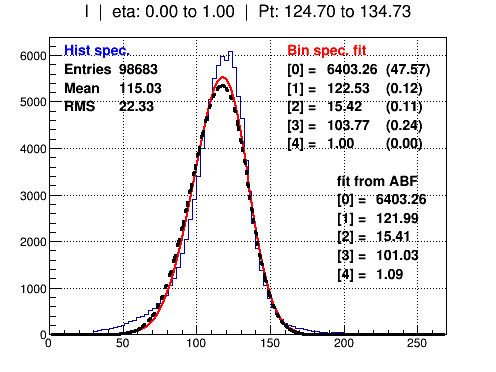 I | eta: 0.00 to 1.00 | Pt: 124.70 to 134.73
Hist spec.
Entries 98683
Mean 115.03
RMS 22.33
Bin spec. fit
[0] = 6403.26 (47.57)
[1] = 122.53 (0.12)
[2] = 15.42 (0.11)
[3] = 103.77 (0.24)
[4] = 1.00 (0.00)
fit from ABF
[0] = 6403.26
[1] = 121.99
[2] = 15.41
[3] = 101.03
[4] = 1.09
6000
5000
4000
3000
2000
1000
0
0 50 100 150 200 250